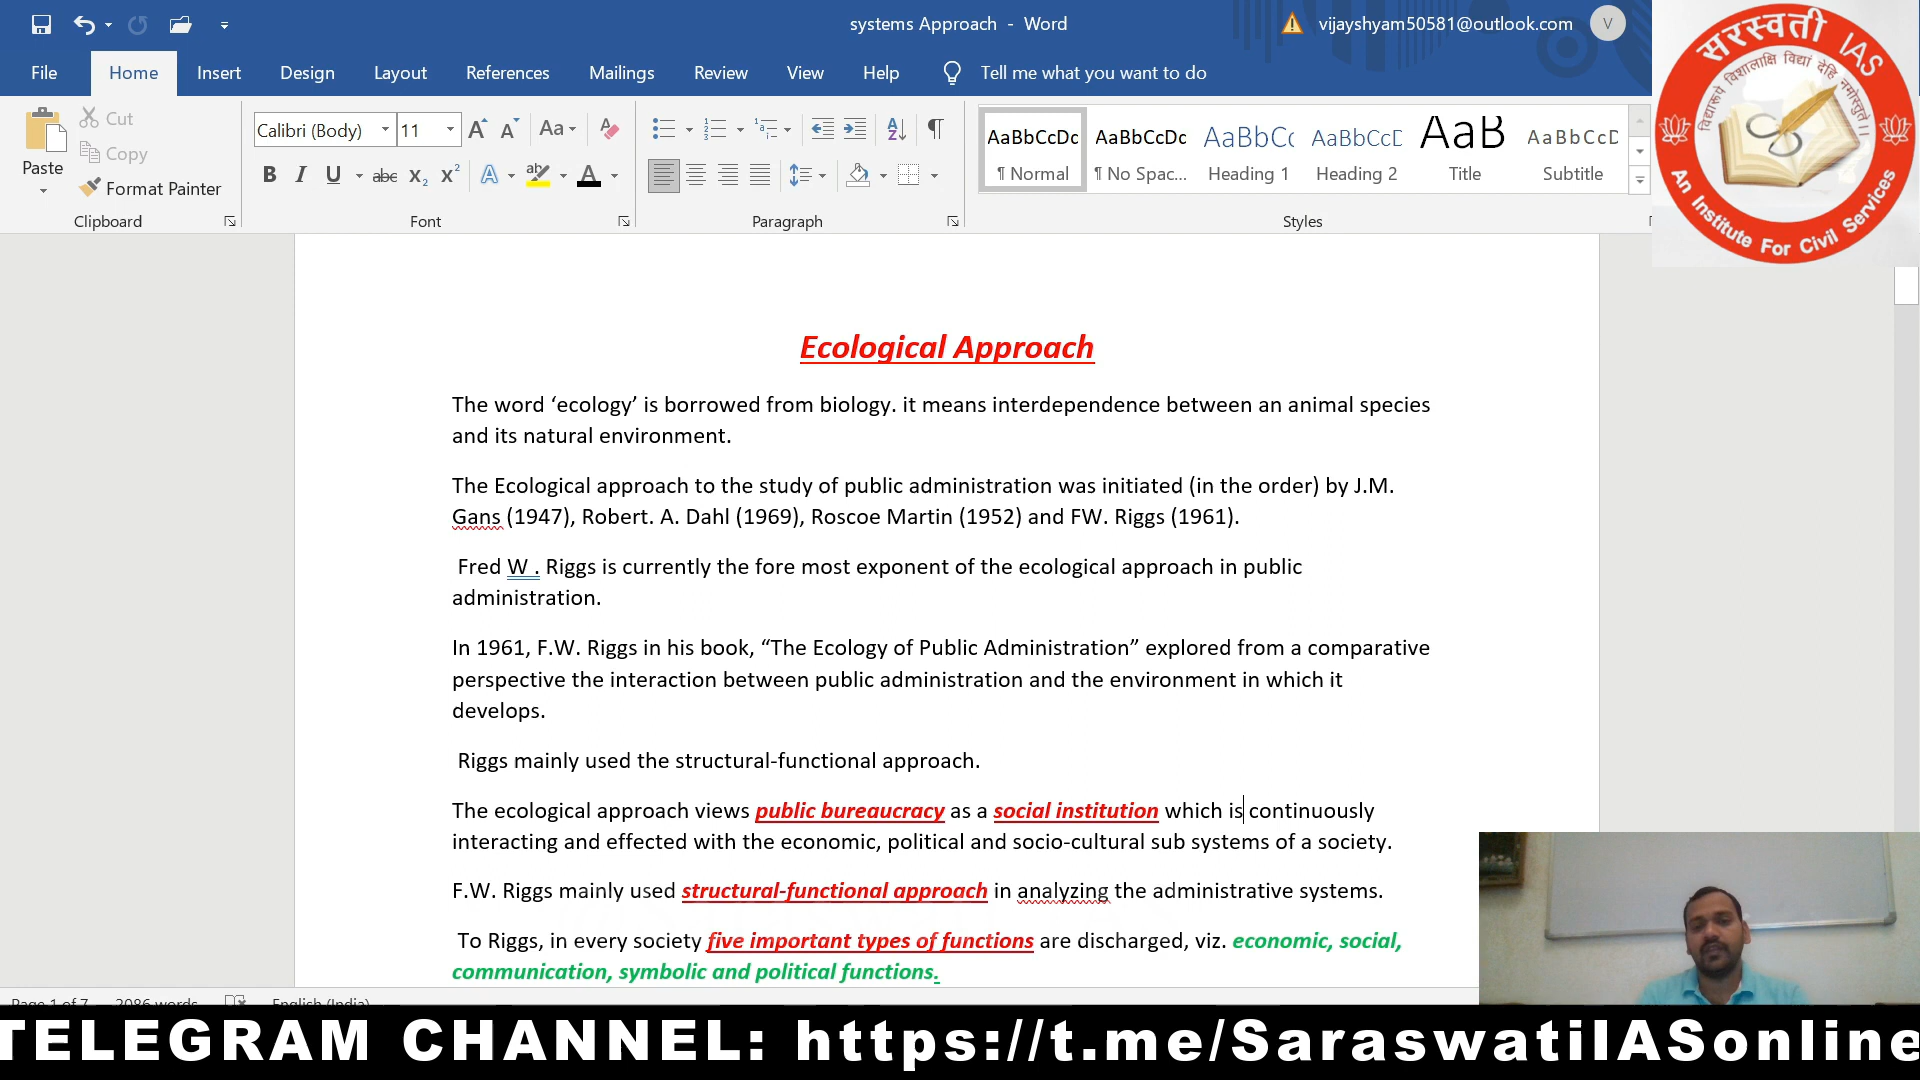 systems Approach - Word
vijayshyam50581@outlook.com
V
File Home Insert Design Layout References Mailings Review View Help Tell me what you want to do
Paste
Cut
Copy
Format Painter
Clipboard
Calibri (Body) 11
Font
Paragraph
AaBbCcDc AaBbCcDc AaBbCc AaBbCcD AaB AaBbCcD
¶ Normal ¶ No Spac... Heading 1 Heading 2 Title Subtitle
Styles
सरस्वती IAS
विद्यारूपे विशालाक्षि विद्यां देहि नमोस्तुते।।
An Institute For Civil Services
Ecological Approach
The word ‘ecology’ is borrowed from biology. it means interdependence between an animal species
and its natural environment.
The Ecological approach to the study of public administration was initiated (in the order) by J.M.
Gans (1947), Robert. A. Dahl (1969), Roscoe Martin (1952) and FW. Riggs (1961).
Fred W . Riggs is currently the fore most exponent of the ecological approach in public
administration.
In 1961, F.W. Riggs in his book, “The Ecology of Public Administration” explored from a comparative
perspective the interaction between public administration and the environment in which it
develops.
Riggs mainly used the structural-functional approach.
The ecological approach views public bureaucracy as a social institution which is continuously
interacting and effected with the economic, political and socio-cultural sub systems of a society.
F.W. Riggs mainly used structural-functional approach in analyzing the administrative systems.
To Riggs, in every society five important types of functions are discharged, viz. economic, social,
communication, symbolic and political functions.
Page 1 of 7 2086 words English (India)
TELEGRAM CHANNEL: https://t.me/SaraswatiIASonline